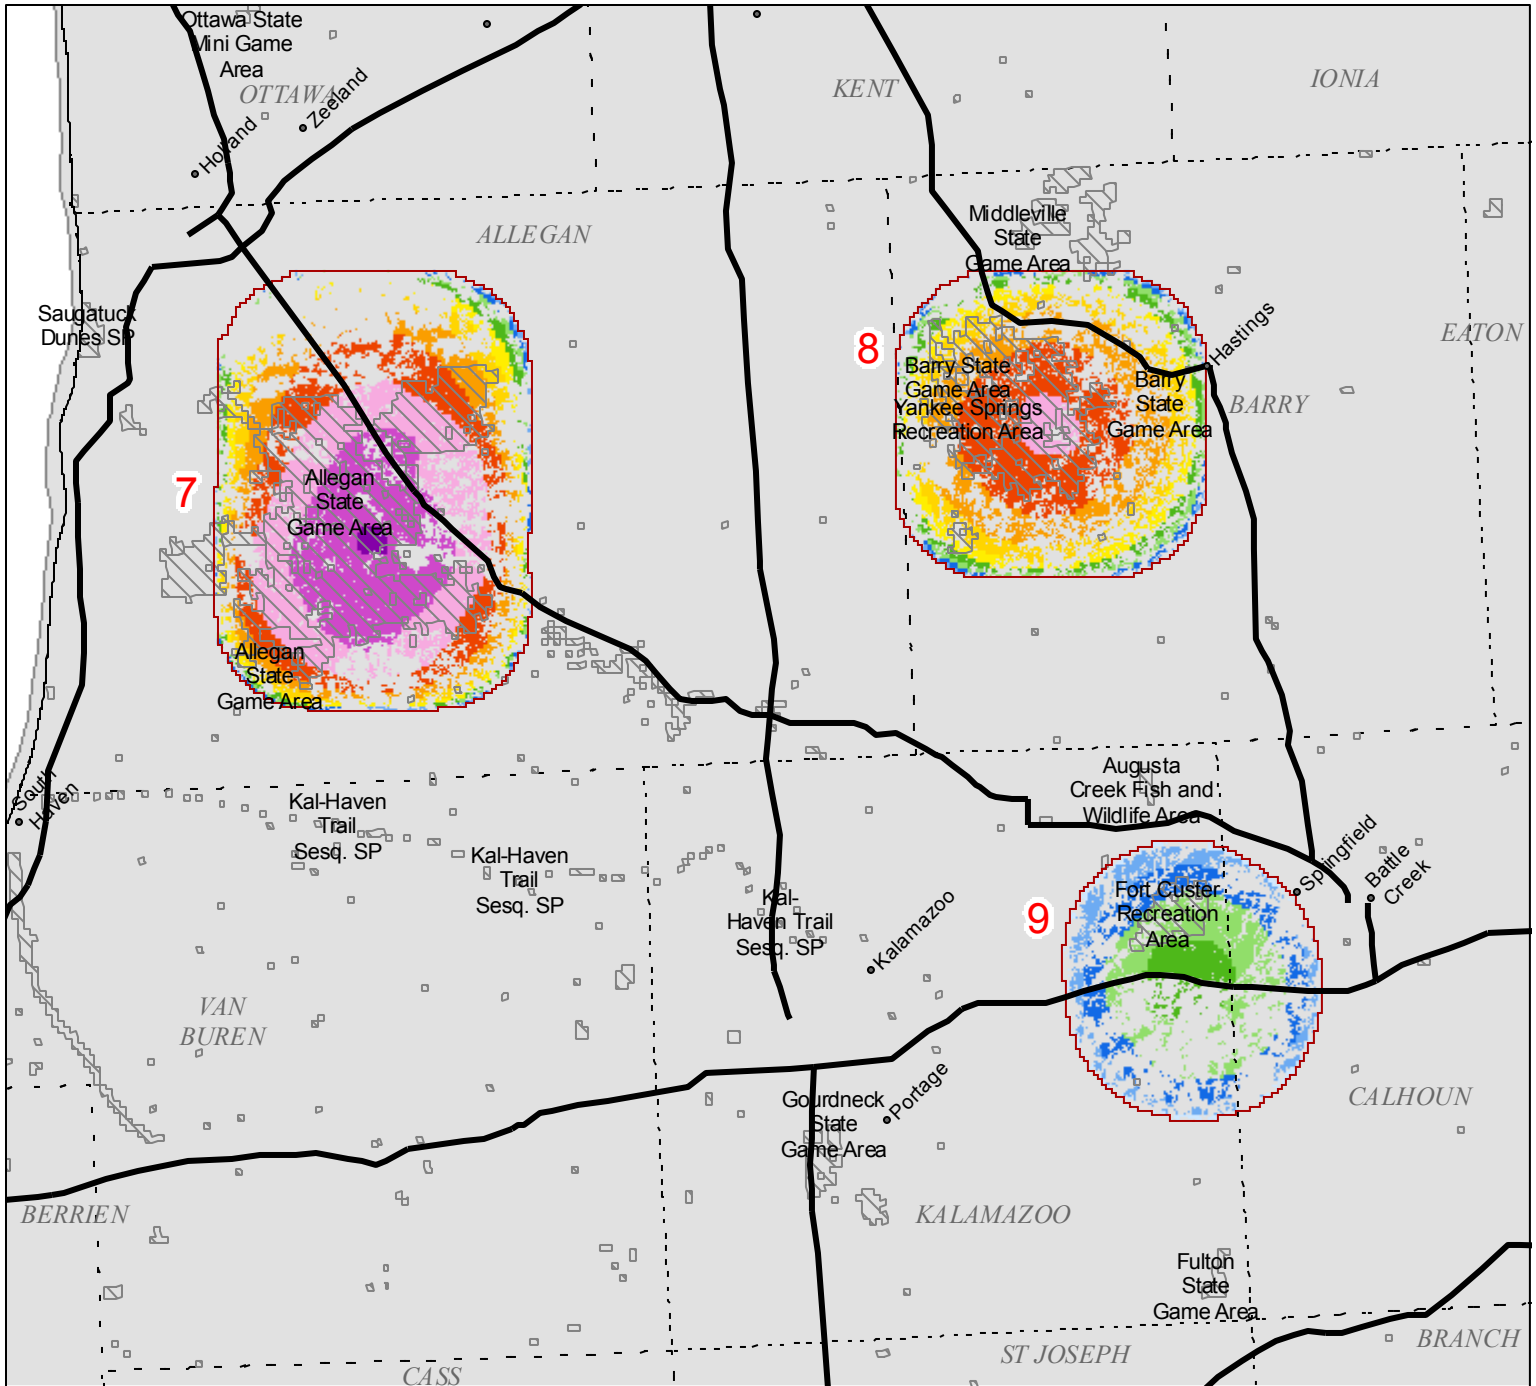 Ottawa State
Mini Game
Area
OTTAWA
Zeeland
Holland
KENT
IONIA
ALLEGAN
Middleville
State
Game Area
Saugatuck
Dunes SP
8
Hastings
EATON
Barry State
Game Area
Yankee Springs
Recreation Area
Barry
State
Game Area
BARRY
7
Allegan
State
Game Area
Allegan
State
Game Area
South
Haven
Kal-Haven
Trail
Sesq. SP
Kal-Haven
Trail
Sesq. SP
Augusta
Creek Fish and
Wildlife Area
Springfield
Battle
Creek
Kal-
Haven Trail
Sesq. SP
Kalamazoo
9
Fort Custer
Recreation
Area
VAN
BUREN
Gourdneck
State
Game Area
Portage
CALHOUN
BERRIEN
KALAMAZOO
Fulton
State
Game Area
CASS
ST JOSEPH
BRANCH